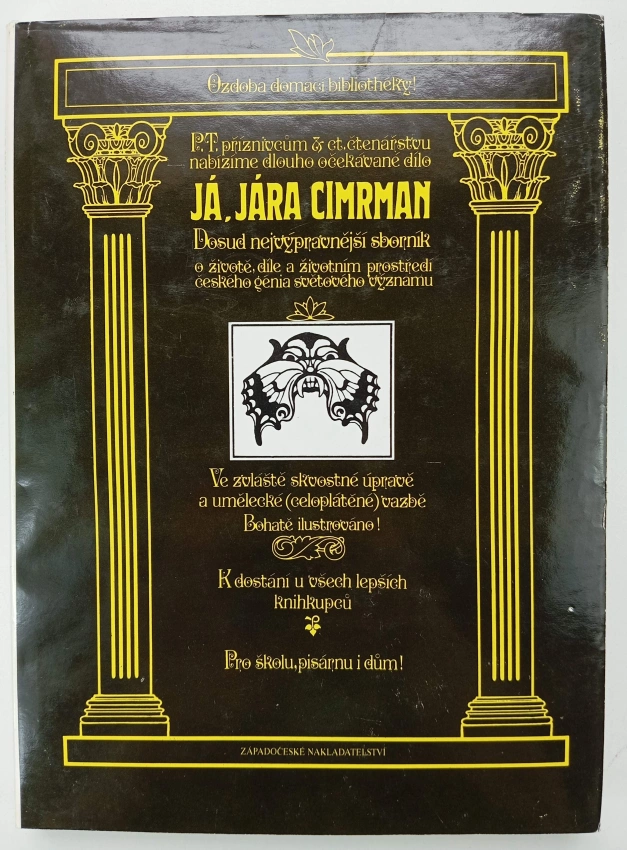 Ozdoba domácí bibliothéky!
P.T. příznivcům & ct. čtenářstvu
nabízíme dlouho očekávané dílo
JÁ, JÁRA CIMRMAN
Dosud nejvýpravnější sborník
o životě, díle a životním prostředí
českého génia světového významu
Ve zvláště skvostné úpravě
a umělecké (celoplátěné) vazbě
Bohatě ilustrováno!
K dostání u všech lepších
knihkupců
Pro školu, pisárnu i dům!
ZÁPADOČESKÉ NAKLADATELSTVÍ